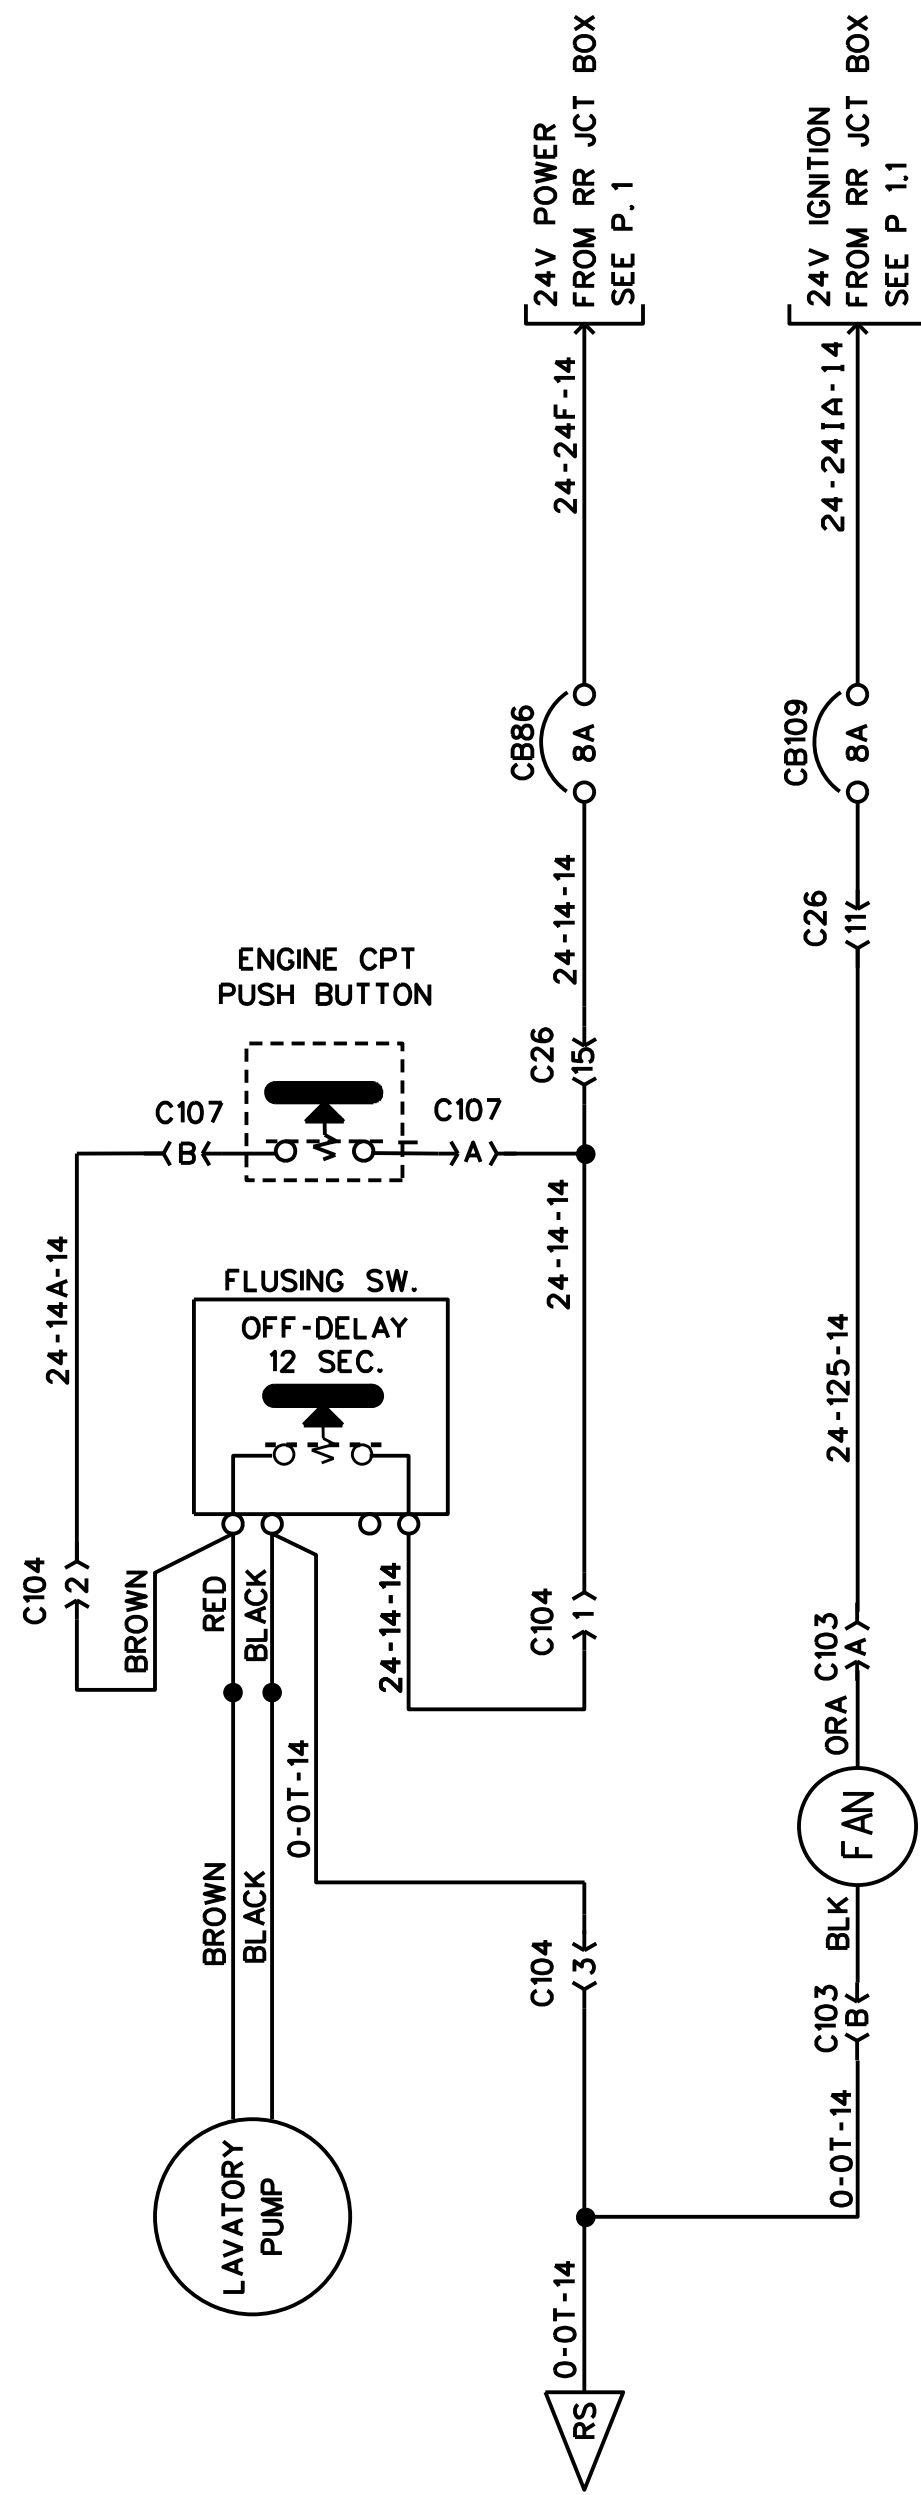 24V POWER
FROM RR JCT BOX
SEE P. 1
24V IGNITION
FROM RR JCT BOX
SEE P 1.1
24-24F-14
24-24IA-14
CB86
8A
CB109
8A
24-14-14
C26
11
ENGINE CPT
PUSH BUTTON
C26
15
C107
B
C107
A
24-14A-14
24-14-14
FLUSING SW.
OFF-DELAY
12 SEC.
24-125-14
C104
2
BROWN
RED
BLACK
24-14-14
C104
1
C103
A
ORA
FAN
0-0T-14
BROWN
BLACK
BLK
C104
3
C103
B
0-0T-14
LAVATORY
PUMP
0-0T-14
RS